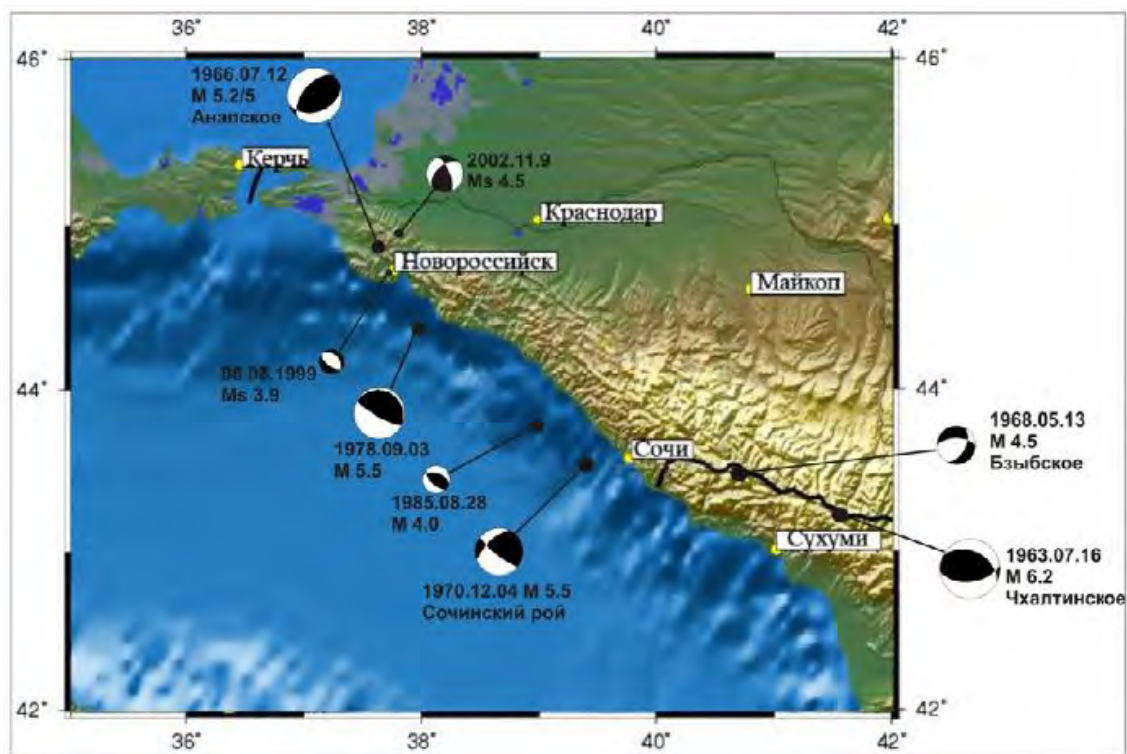 36° 38° 40° 42°
46° 46°
1966.07.12
М 5.2/5
Анапское
Керчь
2002.11.9
Ms 4.5
Краснодар
Новороссийск
Майкоп
08.08.1999
Ms 3.9
44° 44°
1978.09.03
М 5.5
1985.08.28
М 4.0
Сочи
1968.05.13
М 4.5
Бзыбское
Сухуми
1963.07.16
М 6.2
Чхалтинское
1970.12.04 М 5.5
Сочинский рой
42° 42°
36° 38° 40° 42°